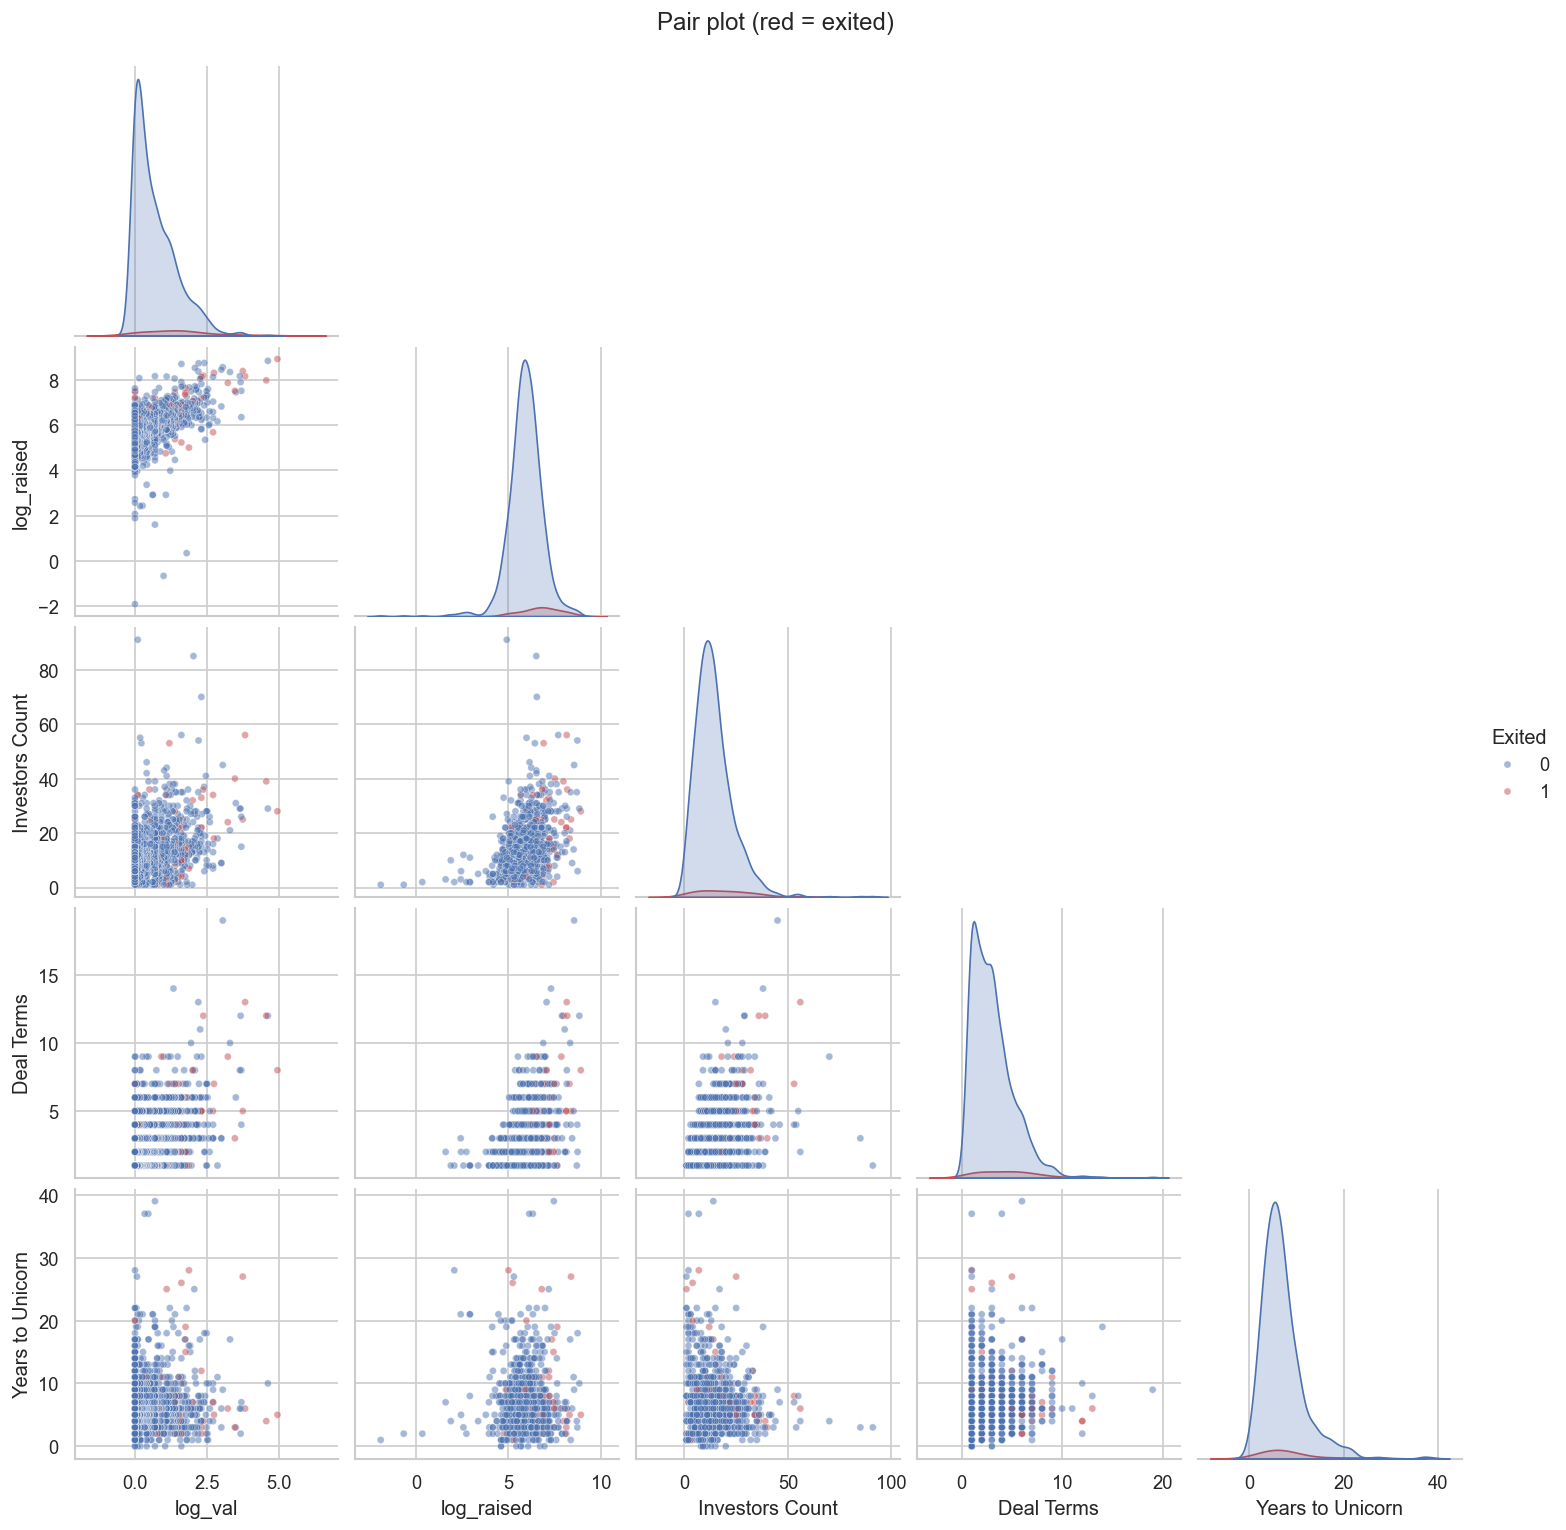 Pair plot (red = exited)
log_raised
8
6
4
2
0
−2
Investors Count
80
60
40
20
0
Exited
0
1
Deal Terms
15
10
5
Years to Unicorn
40
30
20
10
0
0.0 2.5 5.0
log_val
0 5 10
log_raised
0 50 100
Investors Count
0 10 20
Deal Terms
0 20 40
Years to Unicorn